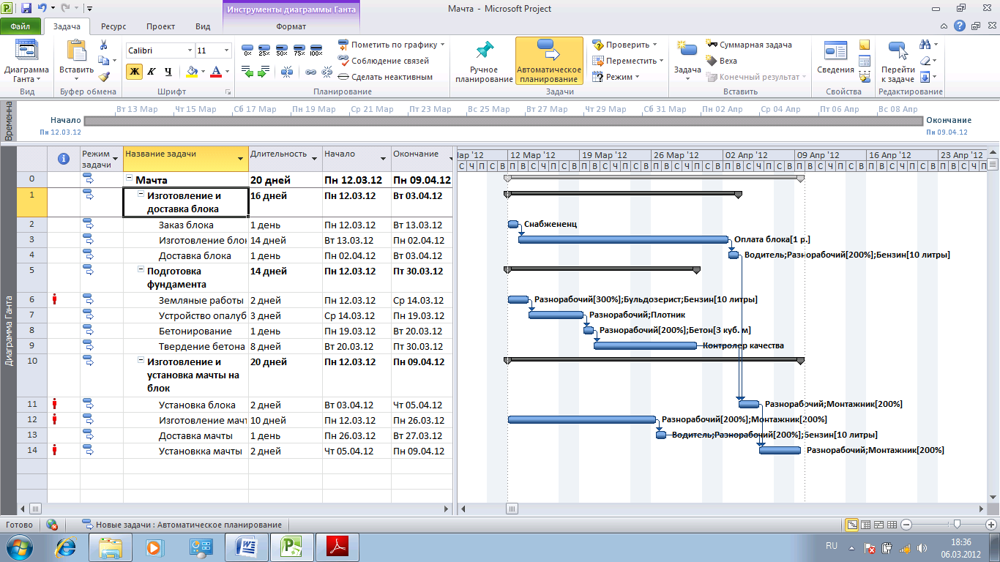 Инструменты диаграммы Ганта
Мачта - Microsoft Project
Файл Задача Ресурс Проект Вид Формат
Диаграмма Ганта
Вид
Вставить
Буфер обмена
Calibri 11
Ж К Ч А
Шрифт
0% 25% 50% 75% 100%
Пометить по графику
Соблюдение связей
Сделать неактивным
Планирование
Ручное планирование
Автоматическое планирование
Проверить
Переместить
Режим
Задачи
Задача
Суммарная задача
Веха
Конечный результат
Вставить
Сведения
Свойства
Перейти к задаче
Редактирование
Временна
Вт 13 Мар Чт 15 Мар Сб 17 Мар Пн 19 Мар Ср 21 Мар Пт 23 Мар Вс 25 Мар Вт 27 Мар Чт 29 Мар Сб 31 Мар Пн 02 Апр Ср 04 Апр Пт 06 Апр Вс 08 Апр
Начало
Пн 12.03.12
Окончание
Пн 09.04.12
Диаграмма Ганта
Режим задачи Название задачи Длительность Начало Окончание
Мар '12 12 Мар '12 19 Мар '12 26 Мар '12 02 Апр '12 09 Апр '12 16 Апр '12 23 Апр '12
С Ч П С В П В С Ч П С В П В С Ч П С В П В С Ч П С В П В С Ч П С В П В С Ч П С В П В С Ч П С В П В С Ч П
0 Мачта 20 дней Пн 12.03.12 Пн 09.04.12
1 Изготовление и доставка блока 16 дней Пн 12.03.12 Вт 03.04.12
2 Заказ блока 1 день Пн 12.03.12 Вт 13.03.12 Снабжененц
3 Изготовление блок 14 дней Вт 13.03.12 Пн 02.04.12 Оплата блока[1 р.]
4 Доставка блока 1 день Пн 02.04.12 Вт 03.04.12 Водитель;Разнорабочий[200%];Бензин[10 литры]
5 Подготовка фундамента 14 дней Пн 12.03.12 Пт 30.03.12
6 Земляные работы 2 дней Пн 12.03.12 Ср 14.03.12 Разнорабочий[300%];Бульдозерист;Бензин[10 литры]
7 Устройство опалуб 3 дней Ср 14.03.12 Пн 19.03.12 Разнорабочий;Плотник
8 Бетонирование 1 день Пн 19.03.12 Вт 20.03.12 Разнорабочий[200%];Бетон[3 куб. м]
9 Твердение бетона 8 дней Вт 20.03.12 Пт 30.03.12 Контролер качества
10 Изготовление и установка мачты на блок 20 дней Пн 12.03.12 Пн 09.04.12
11 Установка блока 2 дней Вт 03.04.12 Чт 05.04.12 Разнорабочий;Монтажник[200%]
12 Изготовление мачт 10 дней Пн 12.03.12 Пн 26.03.12 Разнорабочий[200%];Монтажник[200%]
13 Доставка мачты 1 день Пн 26.03.12 Вт 27.03.12 Водитель;Разнорабочий[200%];Бензин[10 литры]
14 Установкка мачты 2 дней Чт 05.04.12 Пн 09.04.12 Разнорабочий;Монтажник[200%]
Готово Новые задачи : Автоматическое планирование
RU 18:36
06.03.2012